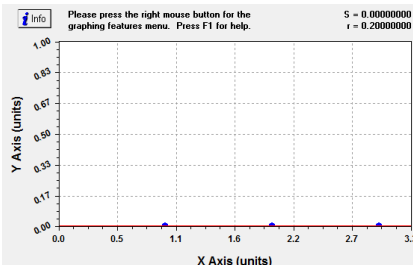 Info
Please press the right mouse button for the
graphing features menu. Press F1 for help.
S = 0.00000000
r = 0.20000000
1.00
0.83
0.67
0.50
0.33
0.17
0.00
Y Axis (units)
0.0 0.5 1.1 1.6 2.2 2.7 3.
X Axis (units)